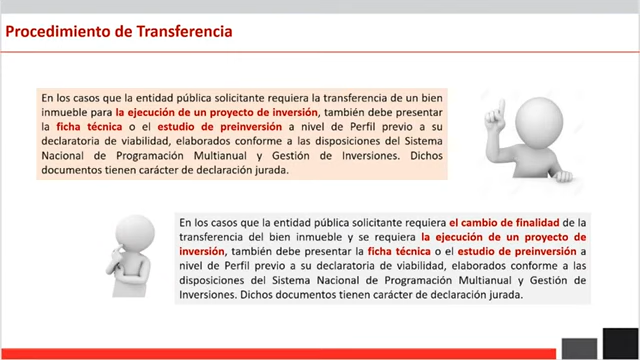 Procedimiento de Transferencia
En los casos que la entidad pública solicitante requiera la transferencia de un bien
inmueble para la ejecución de un proyecto de inversión, también debe presentar
la ficha técnica o el estudio de preinversión a nivel de Perfil previo a su
declaratoria de viabilidad, elaborados conforme a las disposiciones del Sistema
Nacional de Programación Multianual y Gestión de Inversiones. Dichos
documentos tienen carácter de declaración jurada.
En los casos que la entidad pública solicitante requiera el cambio de finalidad de la
transferencia del bien inmueble y se requiera la ejecución de un proyecto de
inversión, también debe presentar la ficha técnica o el estudio de preinversión a
nivel de Perfil previo a su declaratoria de viabilidad, elaborados conforme a las
disposiciones del Sistema Nacional de Programación Multianual y Gestión de
Inversiones. Dichos documentos tienen carácter de declaración jurada.